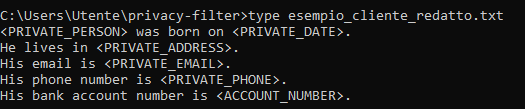 C:\Users\Utente\privacy-filter>type esempio_cliente_redatto.txt
<PRIVATE_PERSON> was born on <PRIVATE_DATE>.
He lives in <PRIVATE_ADDRESS>.
His email is <PRIVATE_EMAIL>.
His phone number is <PRIVATE_PHONE>.
His bank account number is <ACCOUNT_NUMBER>.